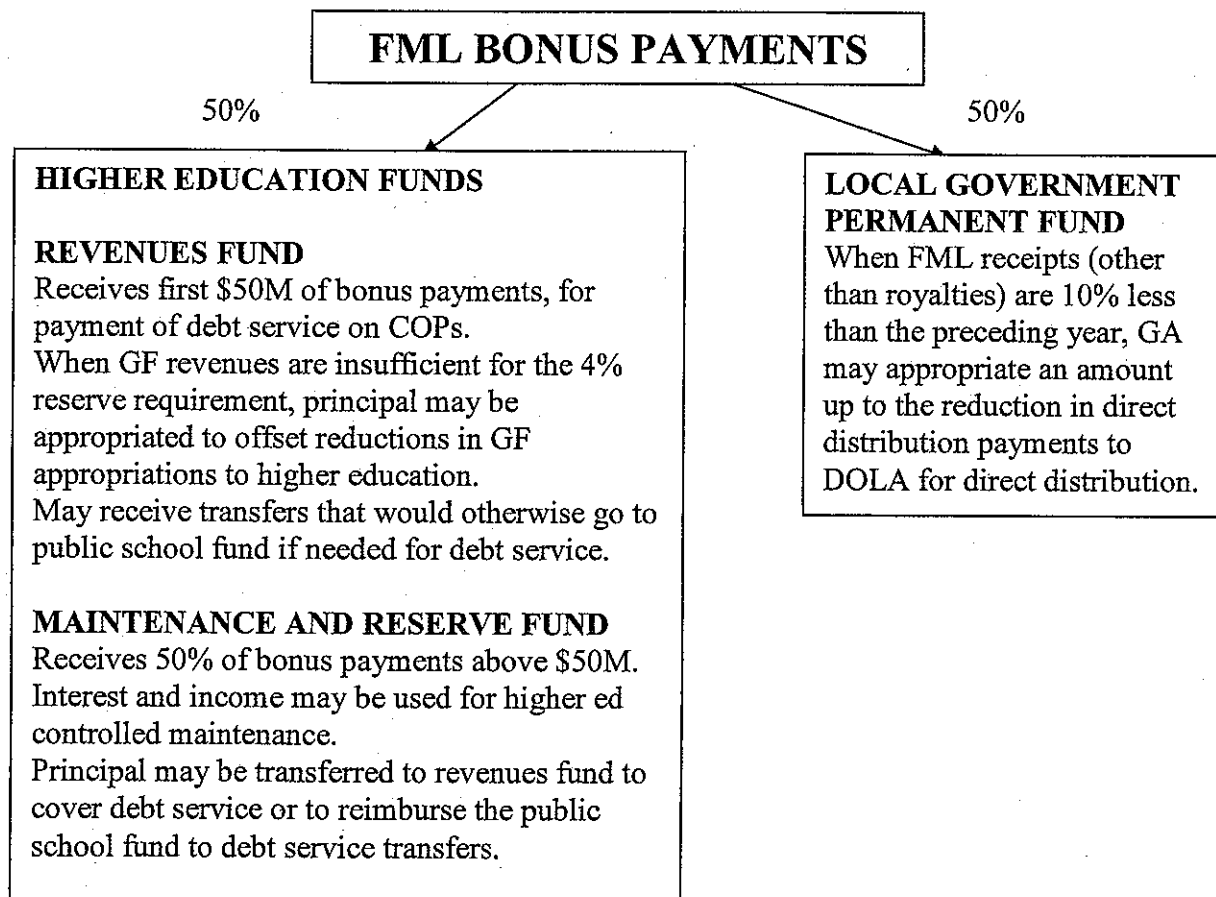 FML BONUS PAYMENTS
50%
50%
HIGHER EDUCATION FUNDS
REVENUES FUND
Receives first $50M of bonus payments, for
payment of debt service on COPs.
When GF revenues are insufficient for the 4%
reserve requirement, principal may be
appropriated to offset reductions in GF
appropriations to higher education.
May receive transfers that would otherwise go to
public school fund if needed for debt service.
MAINTENANCE AND RESERVE FUND
Receives 50% of bonus payments above $50M.
Interest and income may be used for higher ed
controlled maintenance.
Principal may be transferred to revenues fund to
cover debt service or to reimburse the public
school fund to debt service transfers.
LOCAL GOVERNMENT
PERMANENT FUND
When FML receipts (other
than royalties) are 10% less
than the preceding year, GA
may appropriate an amount
up to the reduction in direct
distribution payments to
DOLA for direct distribution.